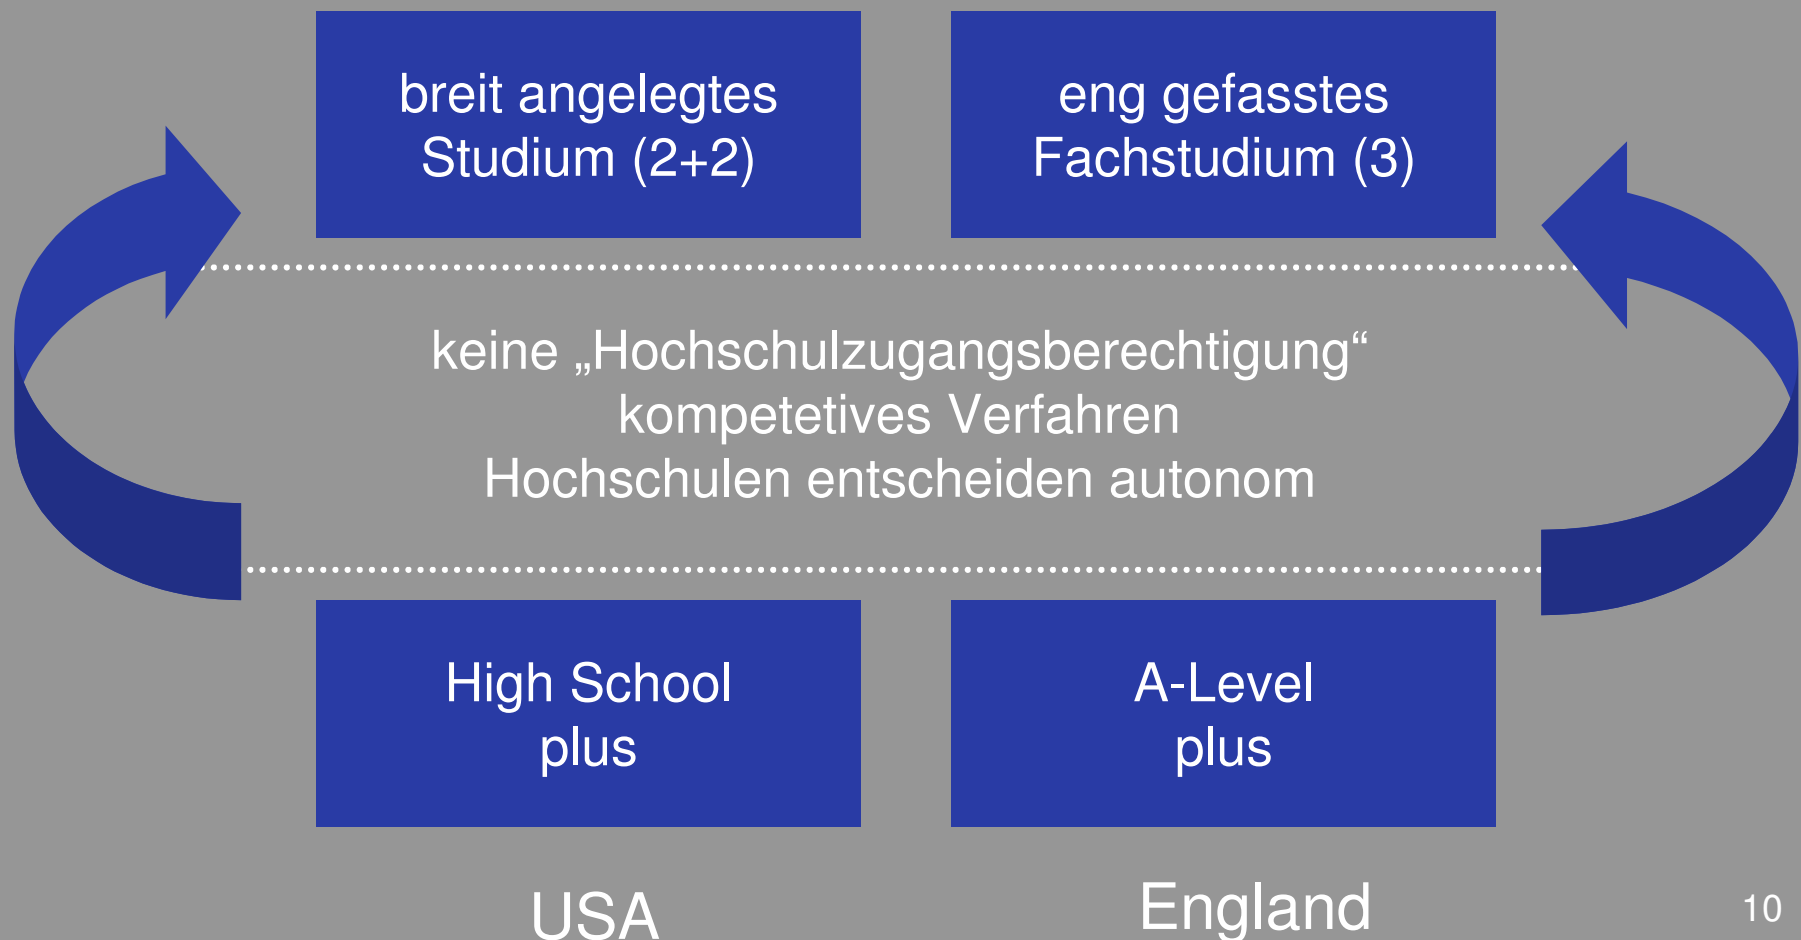 breit angelegtes
Studium (2+2)
eng gefasstes
Fachstudium (3)
keine „Hochschulzugangsberechtigung“
kompetetives Verfahren
Hochschulen entscheiden autonom
High School
plus
A-Level
plus
USA
England
10